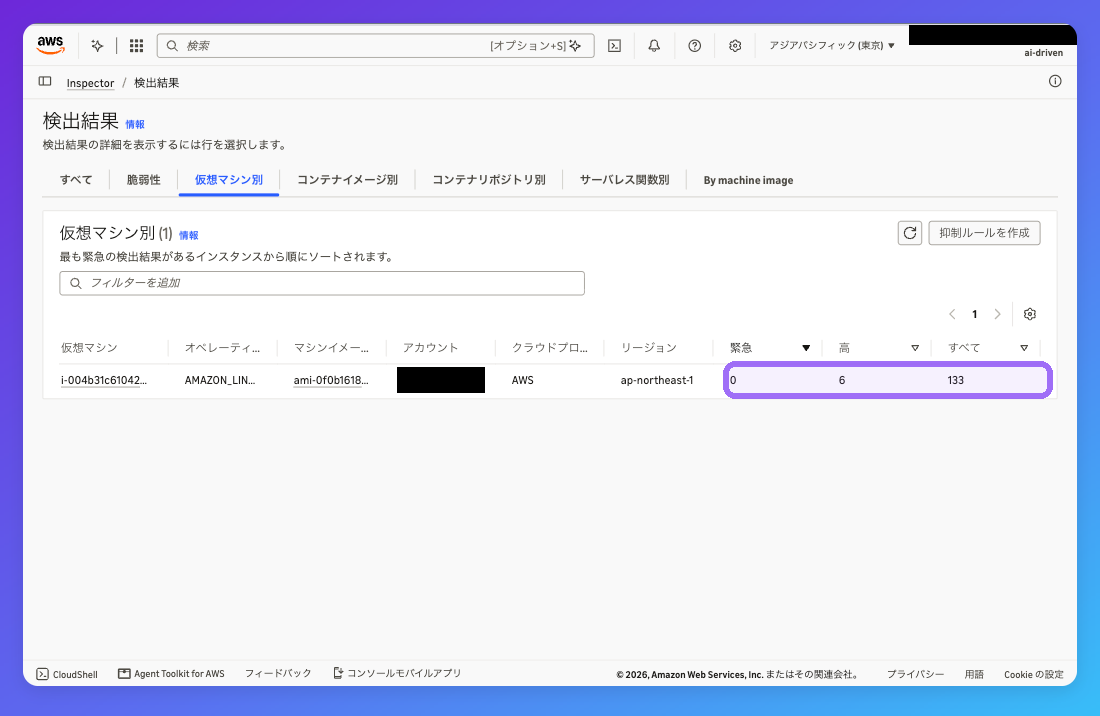 aws
検索
[オプション+S]
アジアパシフィック (東京) ▼
ai-driven
Inspector / 検出結果
検出結果 情報
検出結果の詳細を表示するには行を選択します。
すべて
脆弱性
仮想マシン別
コンテナイメージ別
コンテナリポジトリ別
サーバレス関数別
By machine image
仮想マシン別 (1) 情報
抑制ルールを作成
最も緊急の検出結果があるインスタンスから順にソートされます。
フィルターを追加
1
仮想マシン オペレーティ... マシンイメー... アカウント クラウドプロ... リージョン 緊急 高 すべて
i-004b31c61042... AMAZON_LIN... ami-0f0b1618... AWS ap-northeast-1 0 6 133
CloudShell Agent Toolkit for AWS フィードバック コンソールモバイルアプリ © 2026, Amazon Web Services, Inc. またはその関連会社。 プライバシー 用語 Cookie の設定